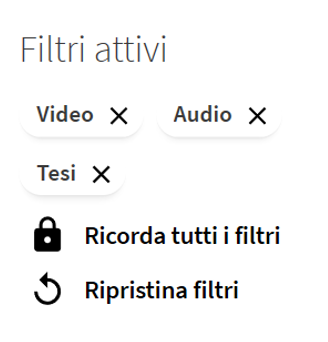 Filtri attivi
Video Audio
Tesi
Ricorda tutti i filtri
Ripristina filtri